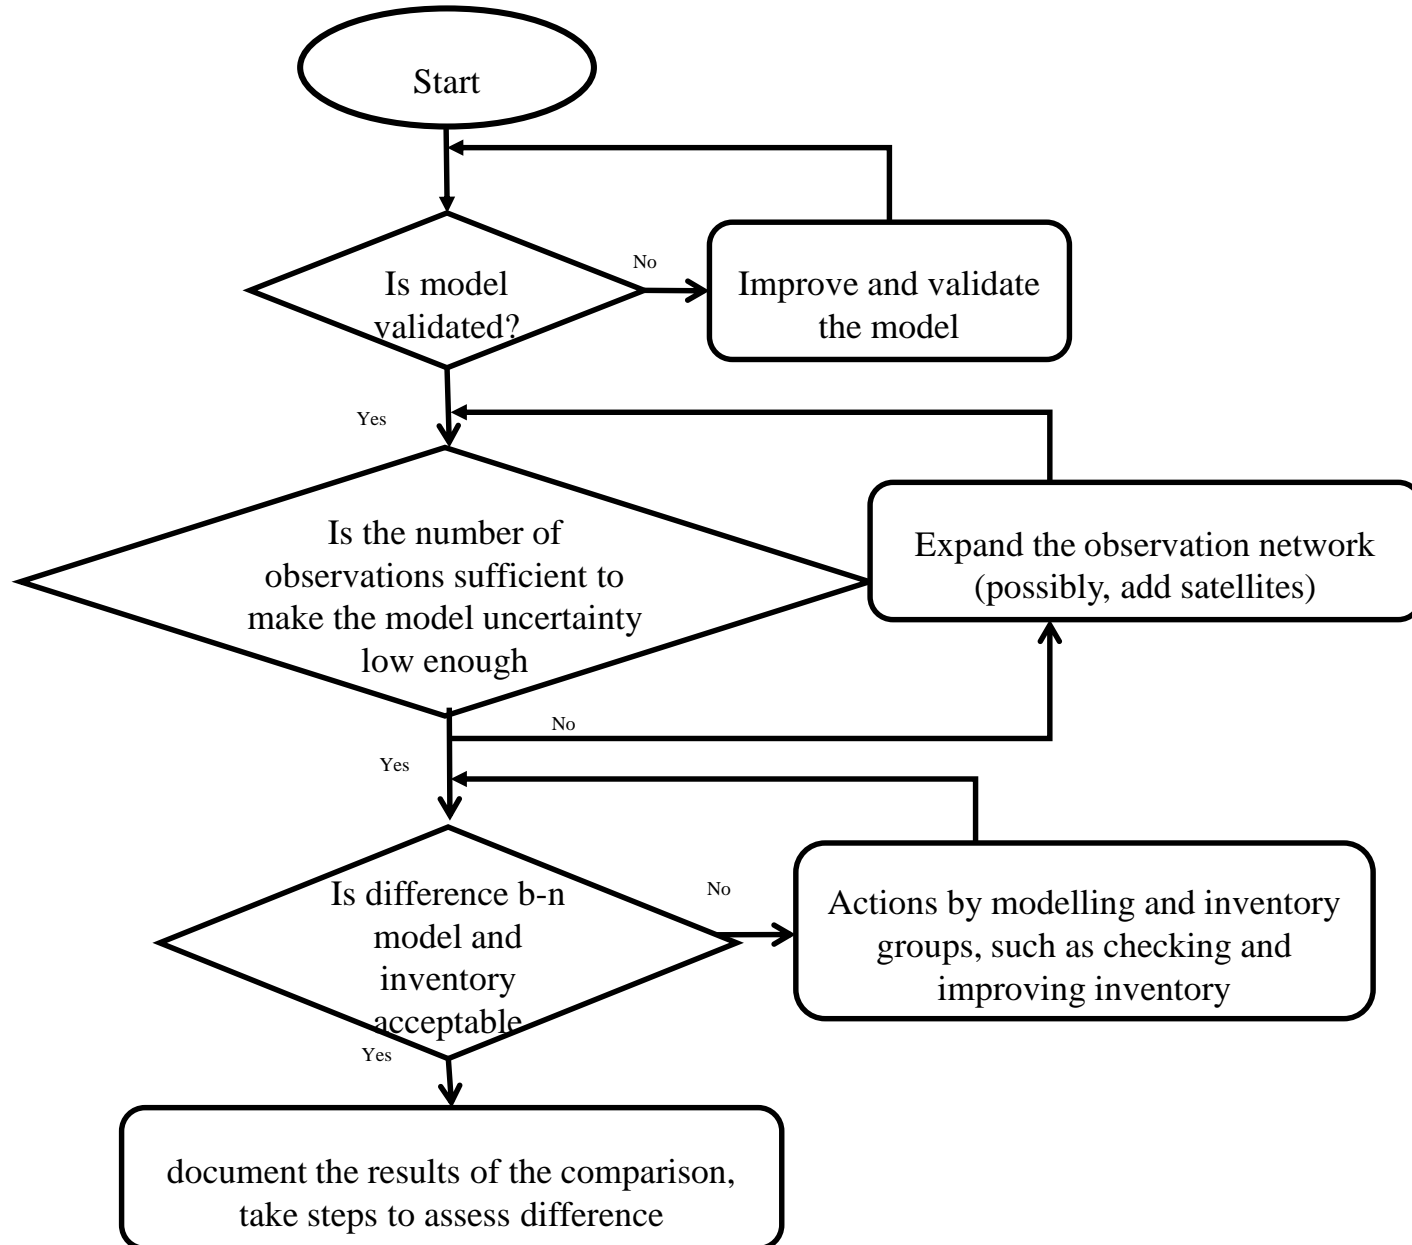 Start
Is model
validated?
No
Improve and validate
the model
Yes
Is the number of
observations sufficient to
make the model uncertainty
low enough
Expand the observation network
(possibly, add satellites)
No
Yes
Is difference b-n
model and
inventory
acceptable
No
Actions by modelling and inventory
groups, such as checking and
improving inventory
Yes
document the results of the comparison,
take steps to assess difference